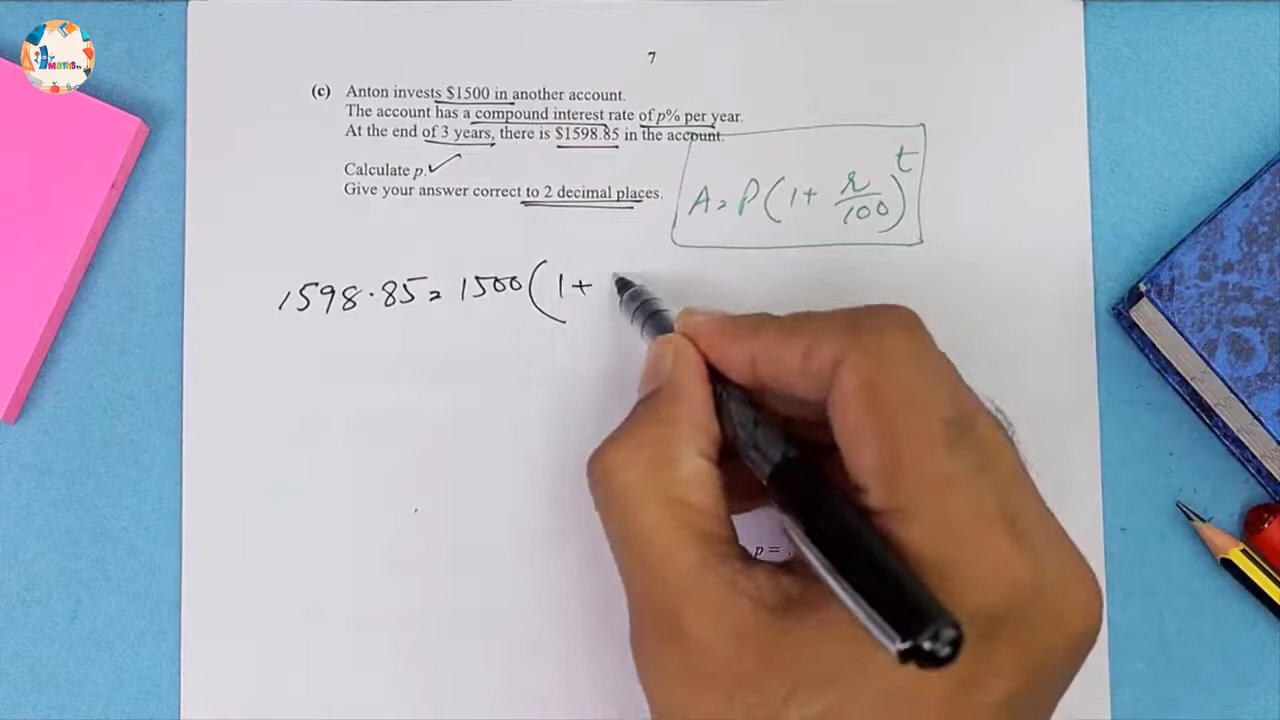 7
(c) Anton invests $1500 in another account.
The account has a compound interest rate of p% per year.
At the end of 3 years, there is $1598.85 in the account.
Calculate p.
Give your answer correct to 2 decimal places.
A = P(1 + r/100)^t
1598.85 = 1500(1+
p = .
MATHS